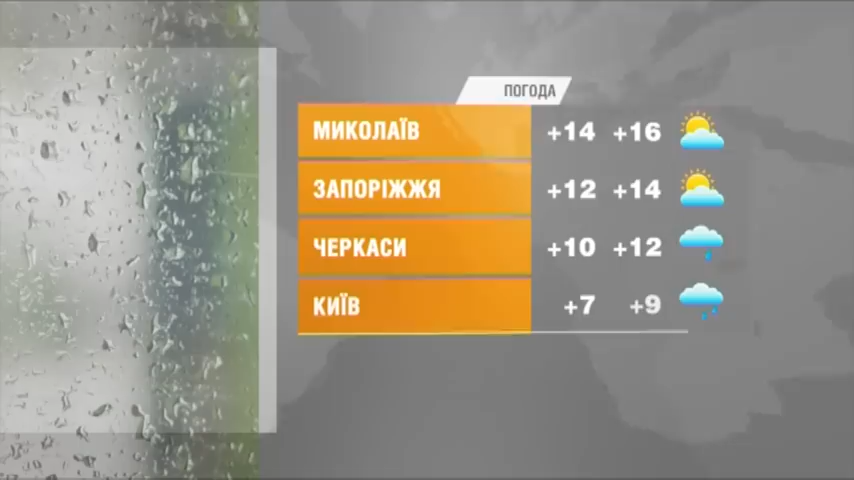 ПОГОДА
МИКОЛАЇВ +14 +16
ЗАПОРІЖЖЯ +12 +14
ЧЕРКАСИ +10 +12
КИЇВ +7 +9